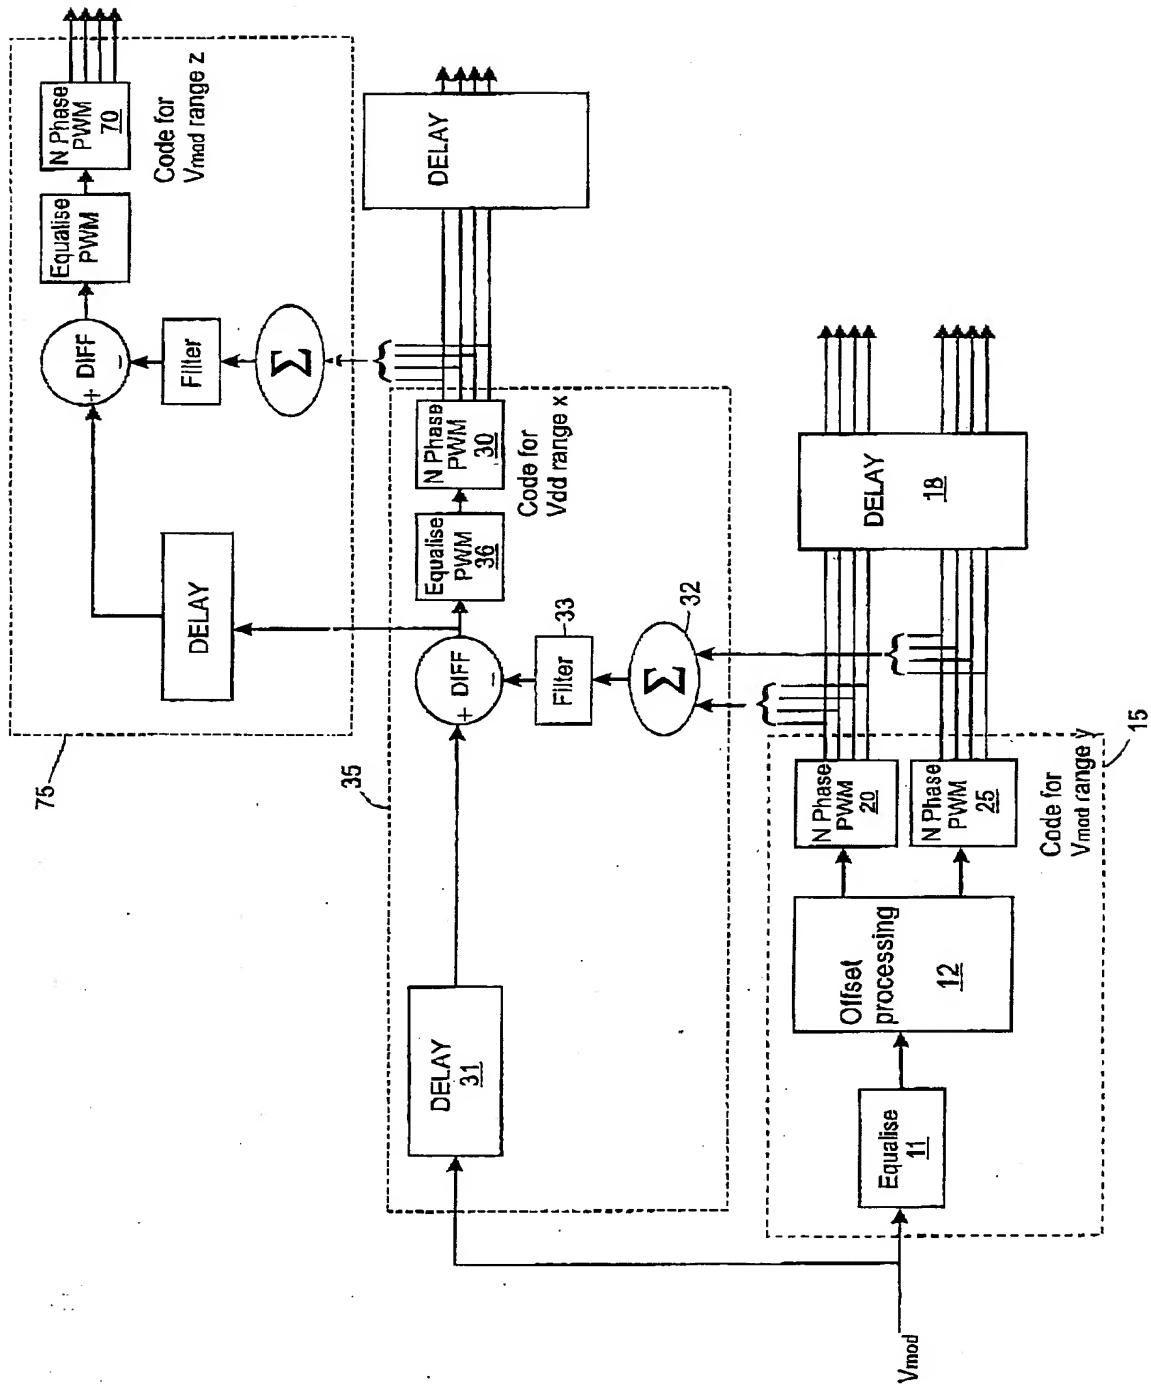 N Phase
PWM
70
Equalise
PWM
Code for
Vmod range z
+ DIFF -
Filter
Σ
DELAY
75
DELAY
N Phase
PWM
30
Equalise
PWM
36
Code for
Vdd range x
+ DIFF -
Filter
33
Σ
32
DELAY
31
35
DELAY
18
N Phase
PWM
20
N Phase
PWM
25
Code for
Vmod range y
15
Offset
processing
12
Equalise
11
Vmod